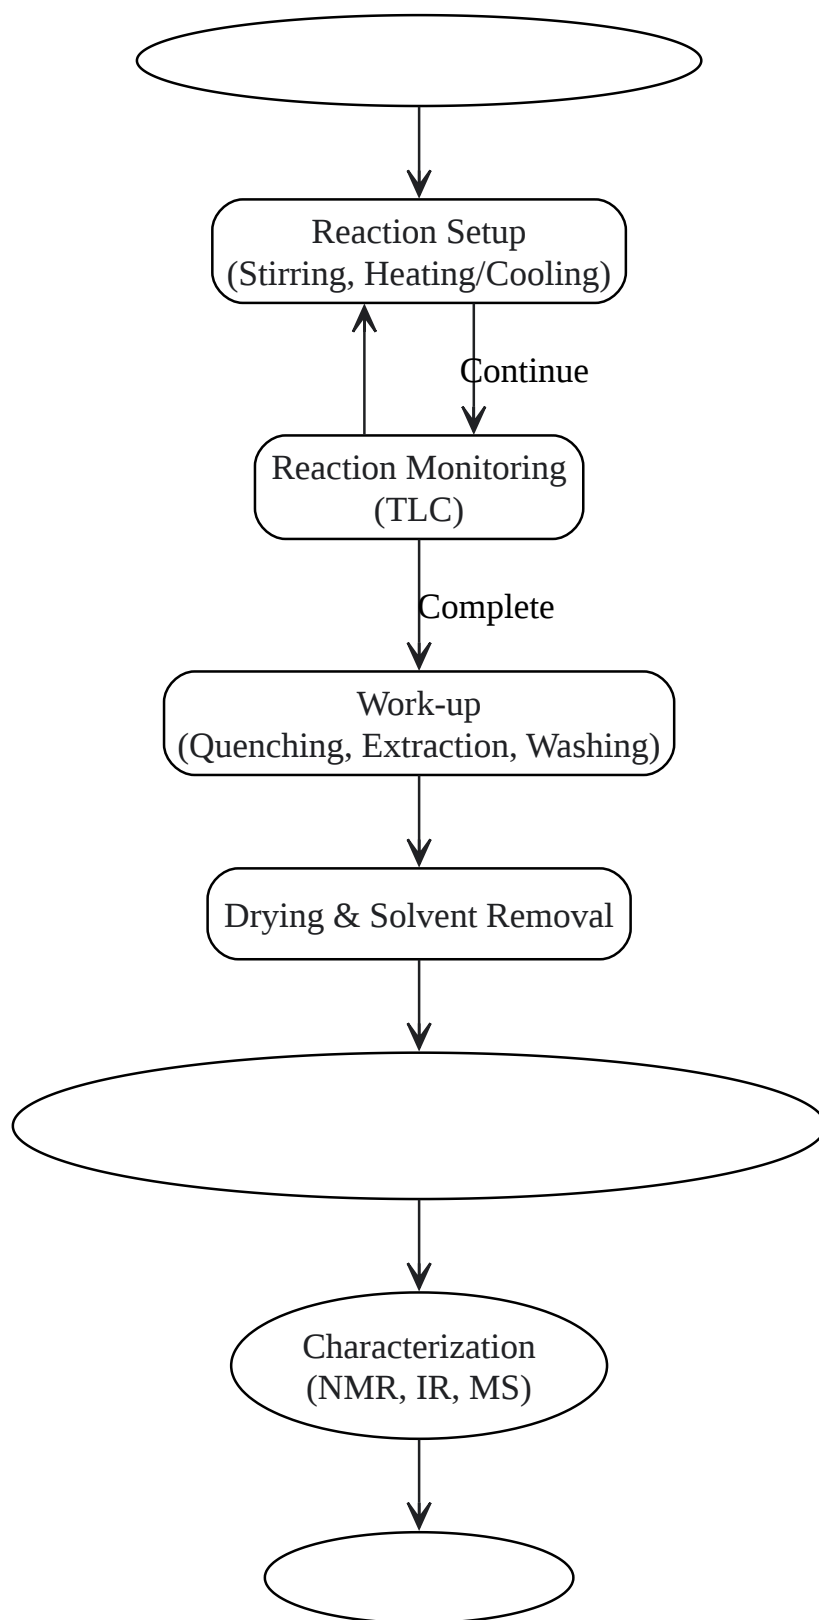 Reaction Setup
(Stirring, Heating/Cooling)
Continue
Reaction Monitoring
(TLC)
Complete
Work-up
(Quenching, Extraction, Washing)
Drying & Solvent Removal
Characterization
(NMR, IR, MS)